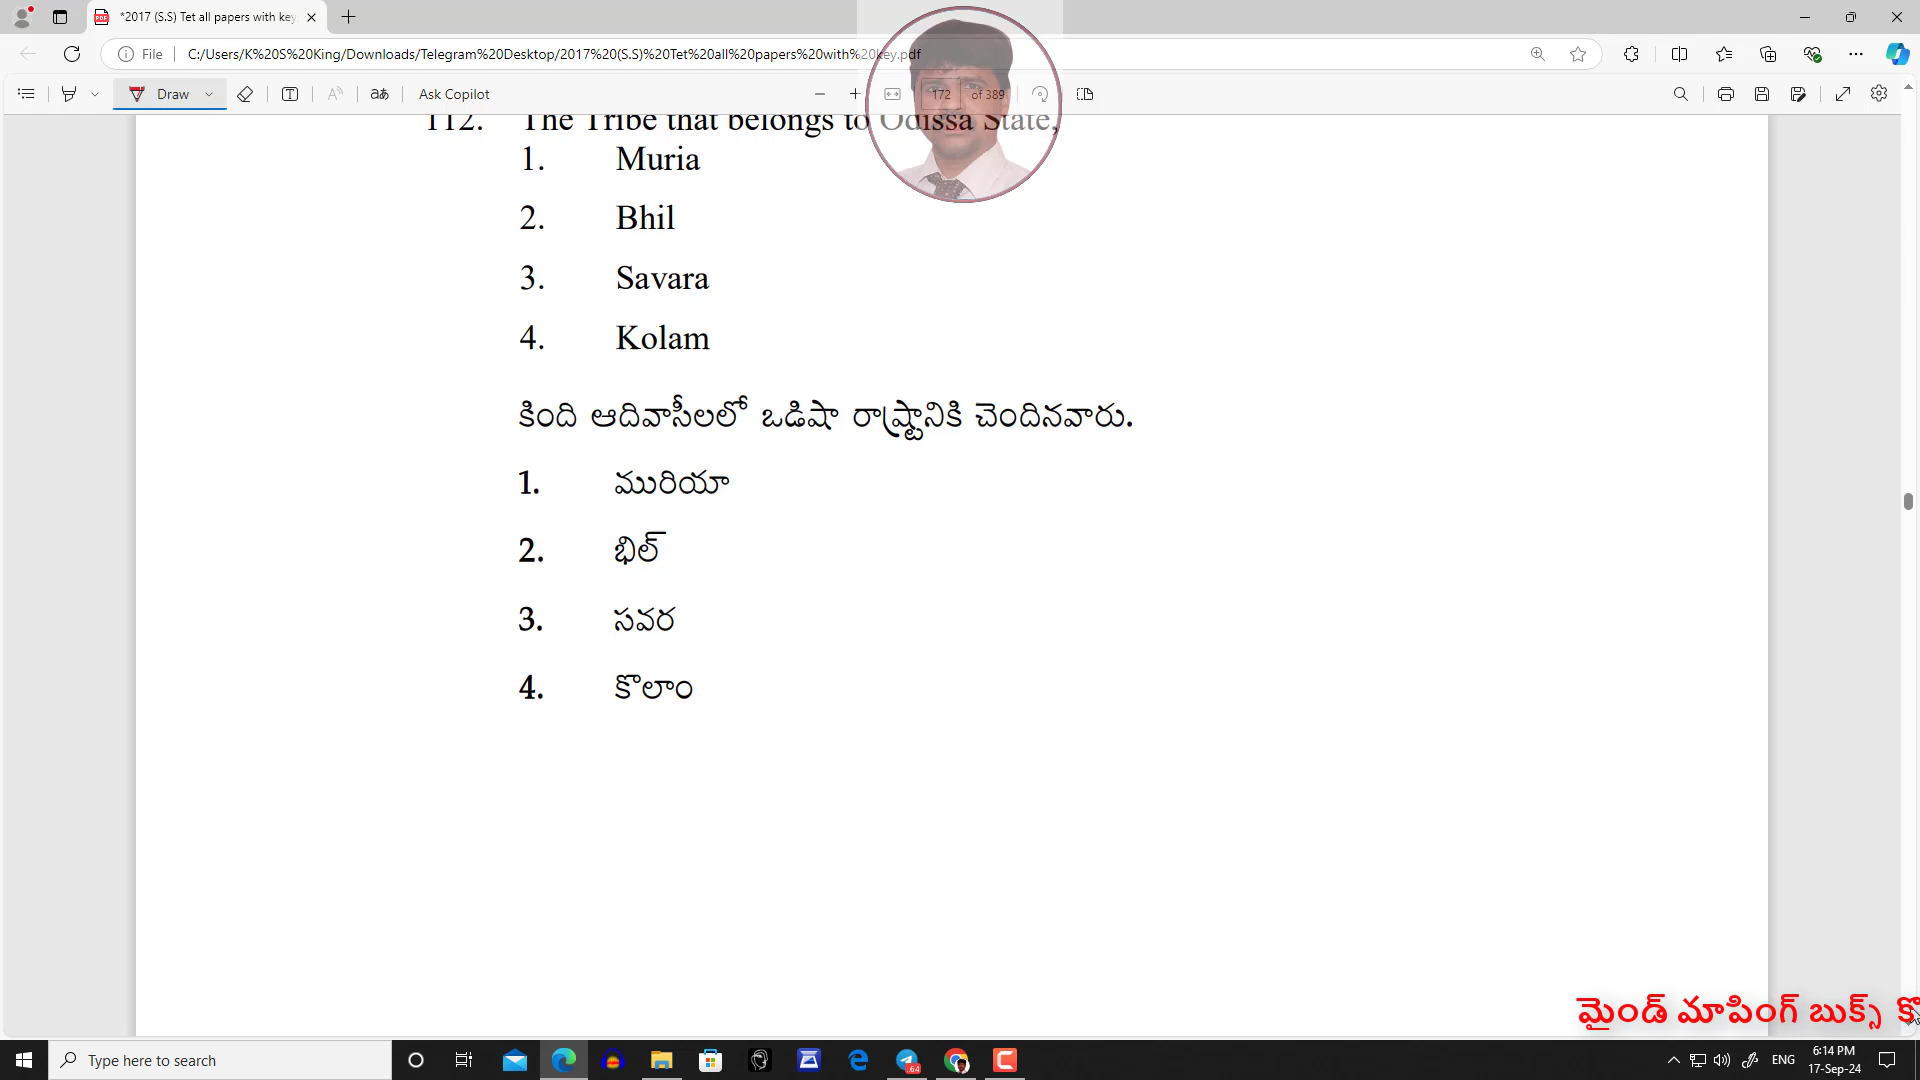 *2017 (S.S) Tet all papers with key
File
C:/Users/K%20S%20King/Downloads/Telegram%20Desktop/2017%20(S.S)%20Tet%20all%20papers%20with%20key.pdf
Draw
aあ
Ask Copilot
172 of 389
112. The Tribe that belongs to Odissa State,
1. Muria
2. Bhil
3. Savara
4. Kolam
కింది ఆదివాసీలలో ఒడిషా రాష్ట్రానికి చెందినవారు.
1. మురియా
2. భిల్
3. సవర
4. కొలాం
మైండ్ మాపింగ్ బుక్స్
Type here to search
.64
ENG
6:14 PM
17-Sep-24